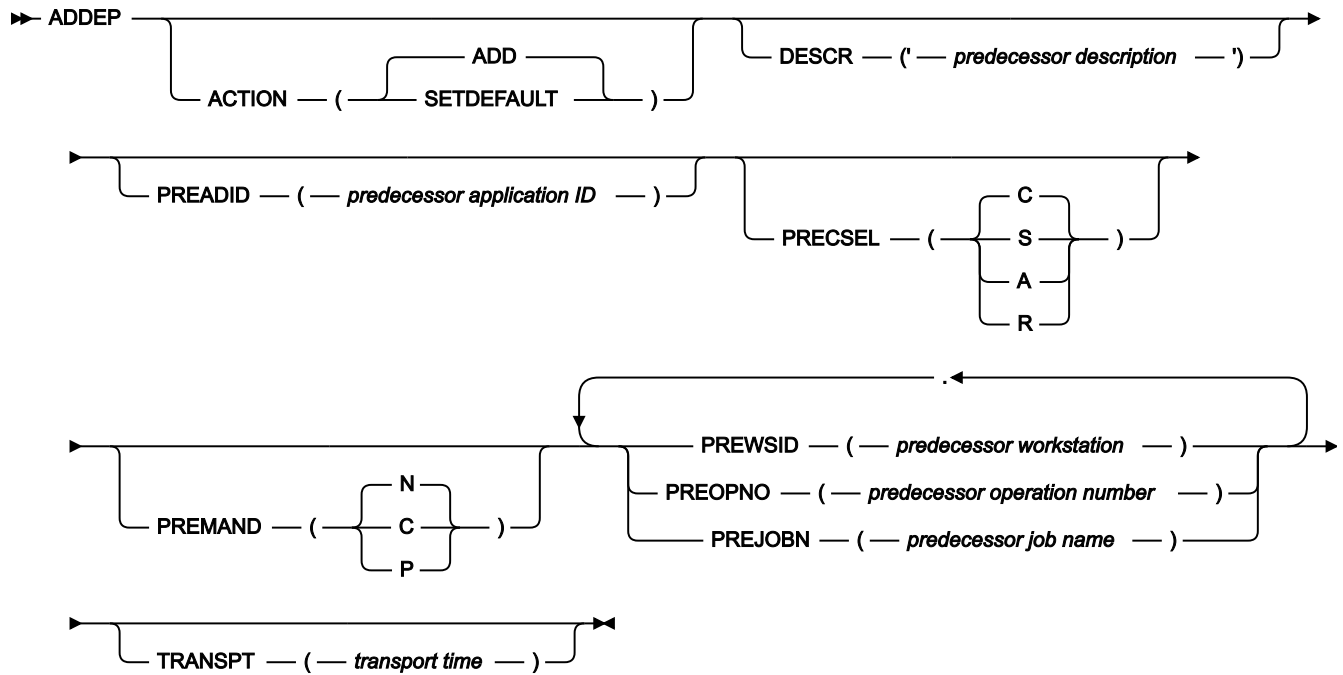 ADDEP
ADD
ACTION ( SETDEFAULT )
DESCR (' predecessor description ')
PREADID ( predecessor application ID )
C
PRECSEL ( S )
A
R
.
PREWSID ( predecessor workstation )
N
PREOPNO ( predecessor operation number )
PREMAND ( C )
PREJOBN ( predecessor job name )
P
TRANSPT ( transport time )